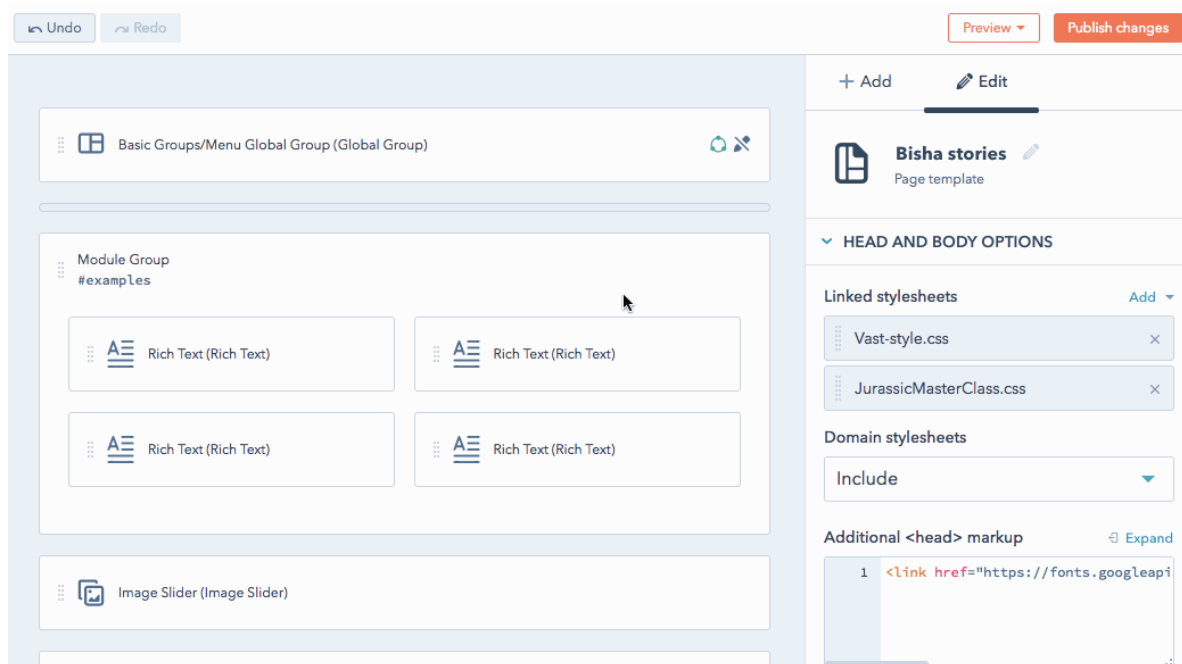 Undo
Redo
Preview
Publish changes
Add
Edit
Basic Groups/Menu Global Group (Global Group)
Bisha stories
Page template
HEAD AND BODY OPTIONS
Module Group
#examples
Linked stylesheets
Add
Vast-style.css
JurassicMasterClass.css
Rich Text (Rich Text)
Rich Text (Rich Text)
Rich Text (Rich Text)
Rich Text (Rich Text)
Domain stylesheets
Include
Additional <head> markup
Expand
1 <link href="https://fonts.googleapi
Image Slider (Image Slider)